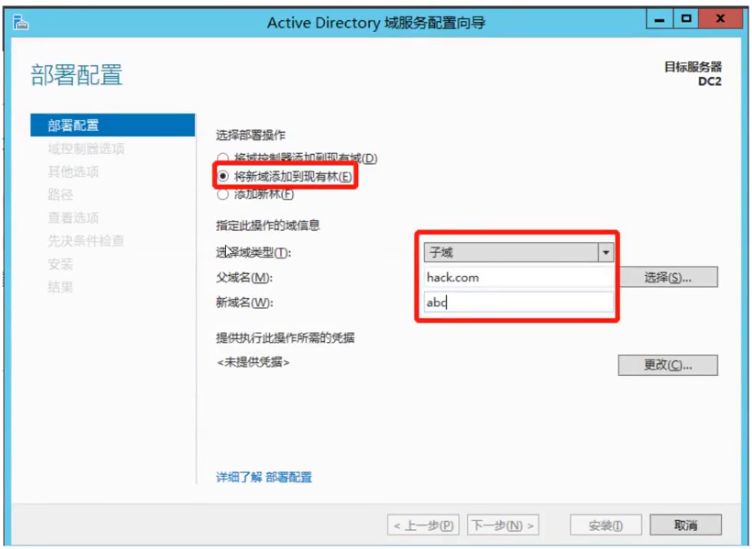 Active Directory 域服务配置向导
部署配置
目标服务器
DC2
部署配置
域控制器选项
其他选项
路径
查看选项
先决条件检查
安装
结果
选择部署操作
将域控制器添加到现有域(D)
将新域添加到现有林(E)
添加新林(F)
指定此操作的域信息
选择域类型(T): 子域
父域名(M): hack.com 选择(S)...
新域名(W): abc
提供执行此操作所需的凭据
<未提供凭据> 更改(C)...
详细了解 部署配置
< 上一步(P) 下一步(N) > 安装(I) 取消